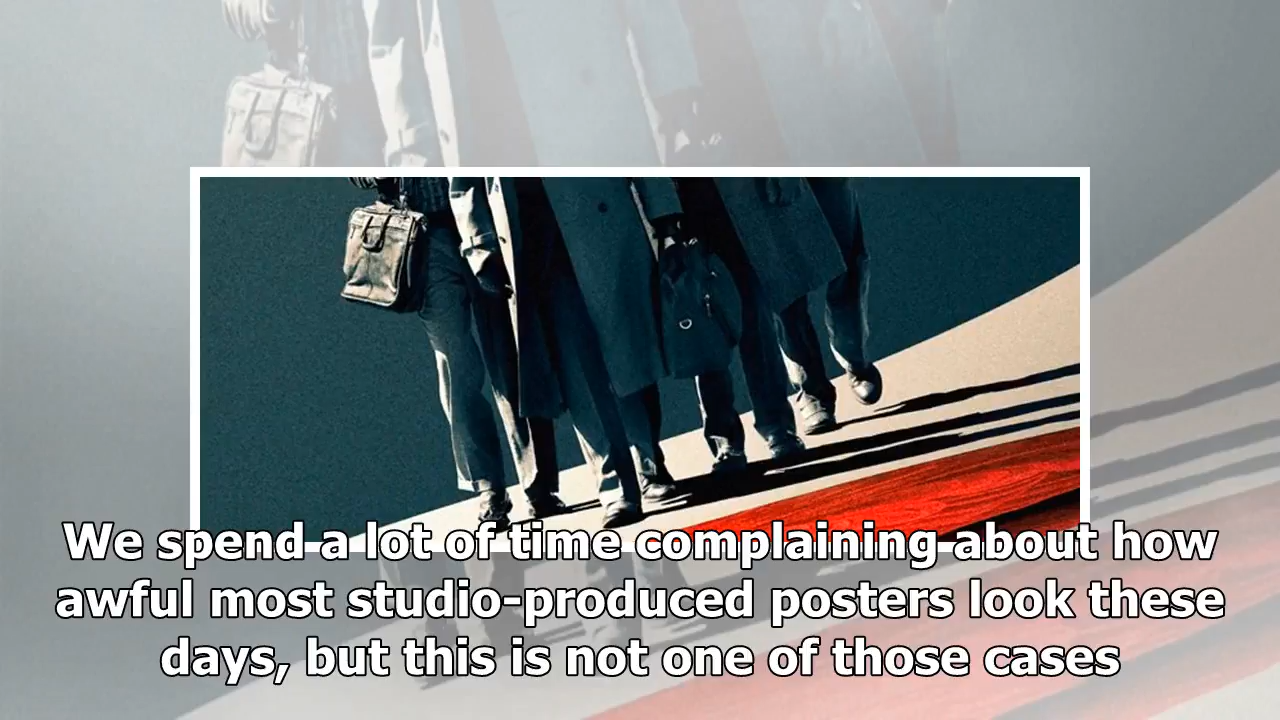 We spend a lot of time complaining about how
awful most studio-produced posters look these
days, but this is not one of those cases